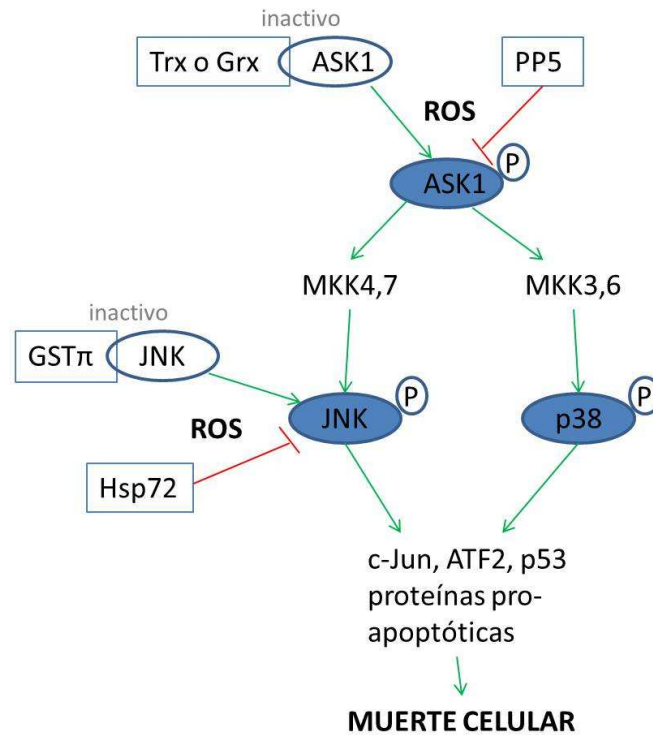 inactivo
Trx o Grx
ASK1
PP5
ROS
P
ASK1
MKK4,7
MKK3,6
inactivo
GSTπ
JNK
P
P
JNK
p38
ROS
Hsp72
c-Jun, ATF2, p53
proteínas pro-
apoptóticas
MUERTE CELULAR